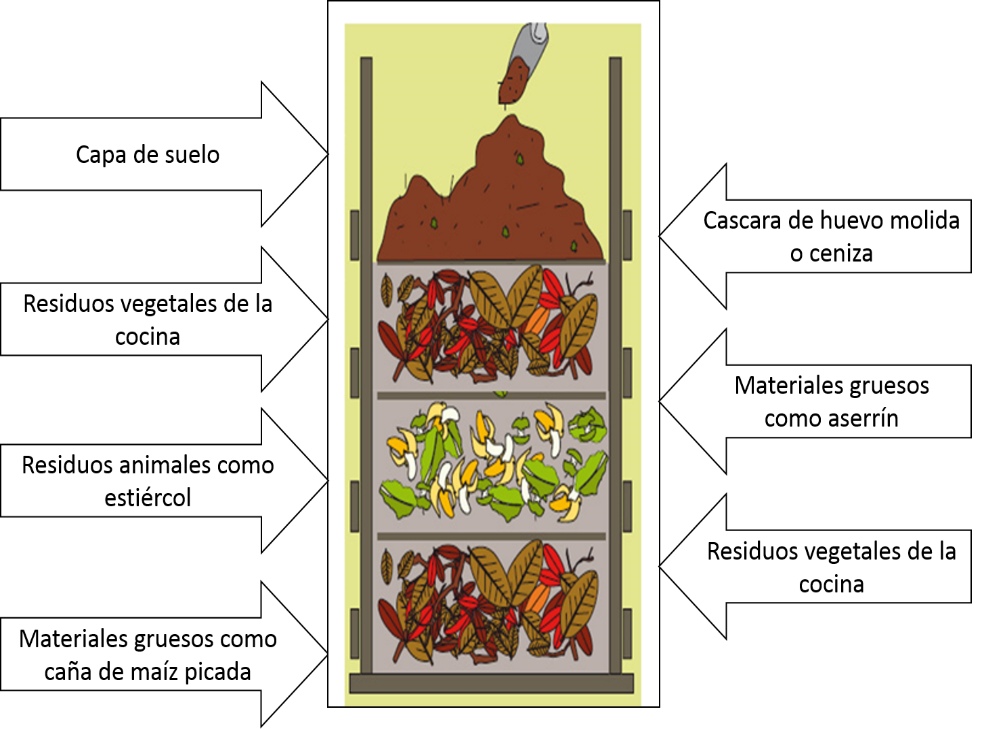 Capa de suelo
Residuos vegetales de la
cocina
Residuos animales como
estiércol
Materiales gruesos como
caña de maíz picada
Cascara de huevo molida
o ceniza
Materiales gruesos
como aserrín
Residuos vegetales de la
cocina